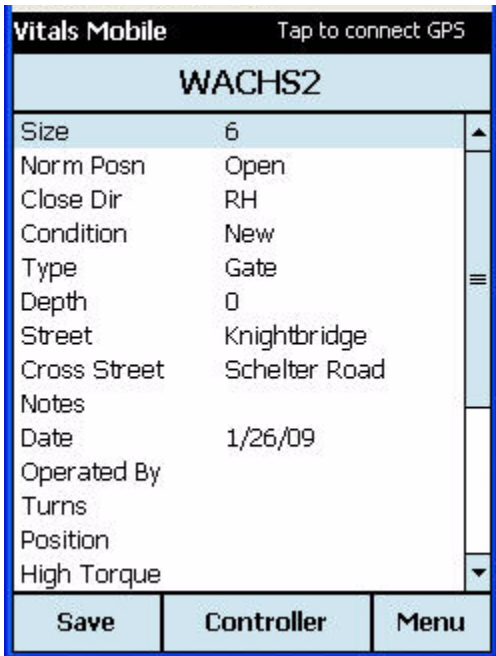 Vitals Mobile Tap to connect GPS
WACHS2
Size 6
Norm Posn Open
Close Dir RH
Condition New
Type Gate
Depth 0
Street Knightbridge
Cross Street Schelter Road
Notes
Date 1/26/09
Operated By
Turns
Position
High Torque
Save Controller Menu